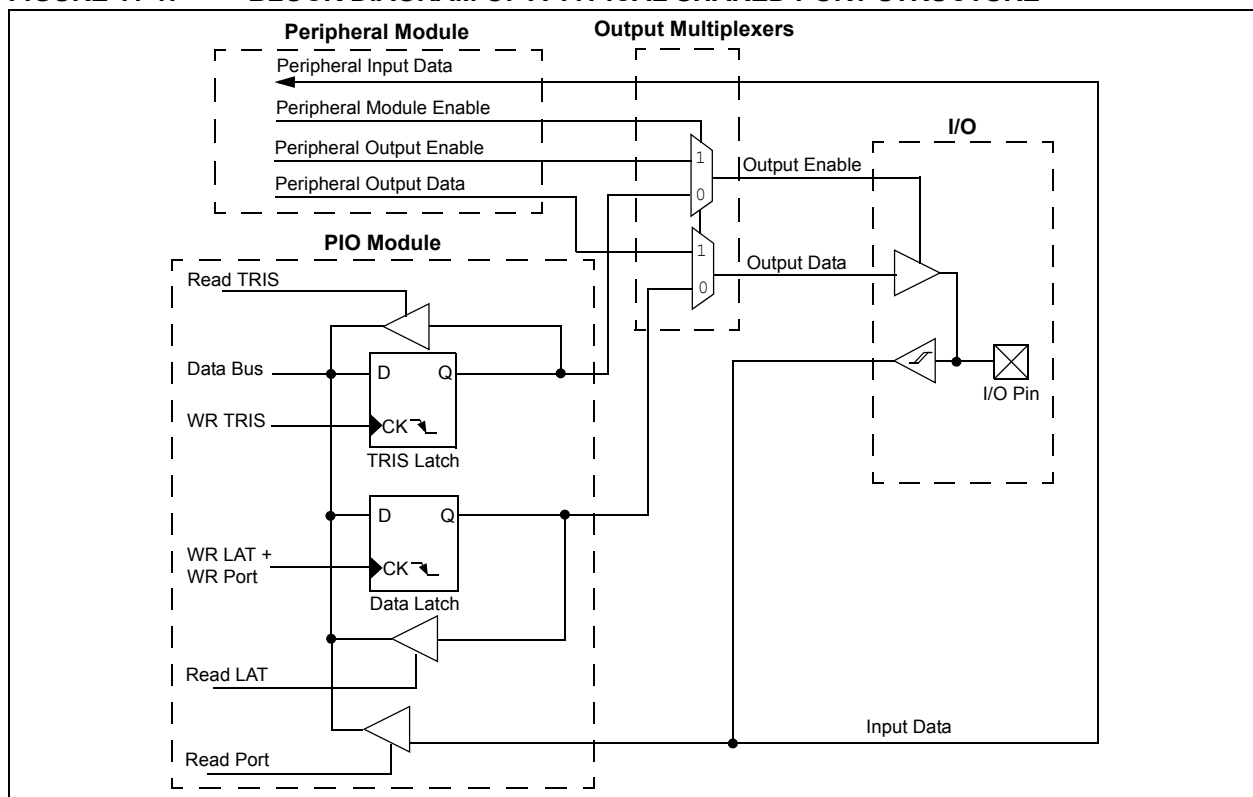 Peripheral Module
Output Multiplexers
Peripheral Input Data
Peripheral Module Enable
I/O
Peripheral Output Enable
1
Output Enable
Peripheral Output Data
0
PIO Module
1
Output Data
0
Read TRIS
Data Bus
D
Q
I/O Pin
WR TRIS
CK
TRIS Latch
D
Q
WR LAT +
WR Port
CK
Data Latch
Read LAT
Input Data
Read Port